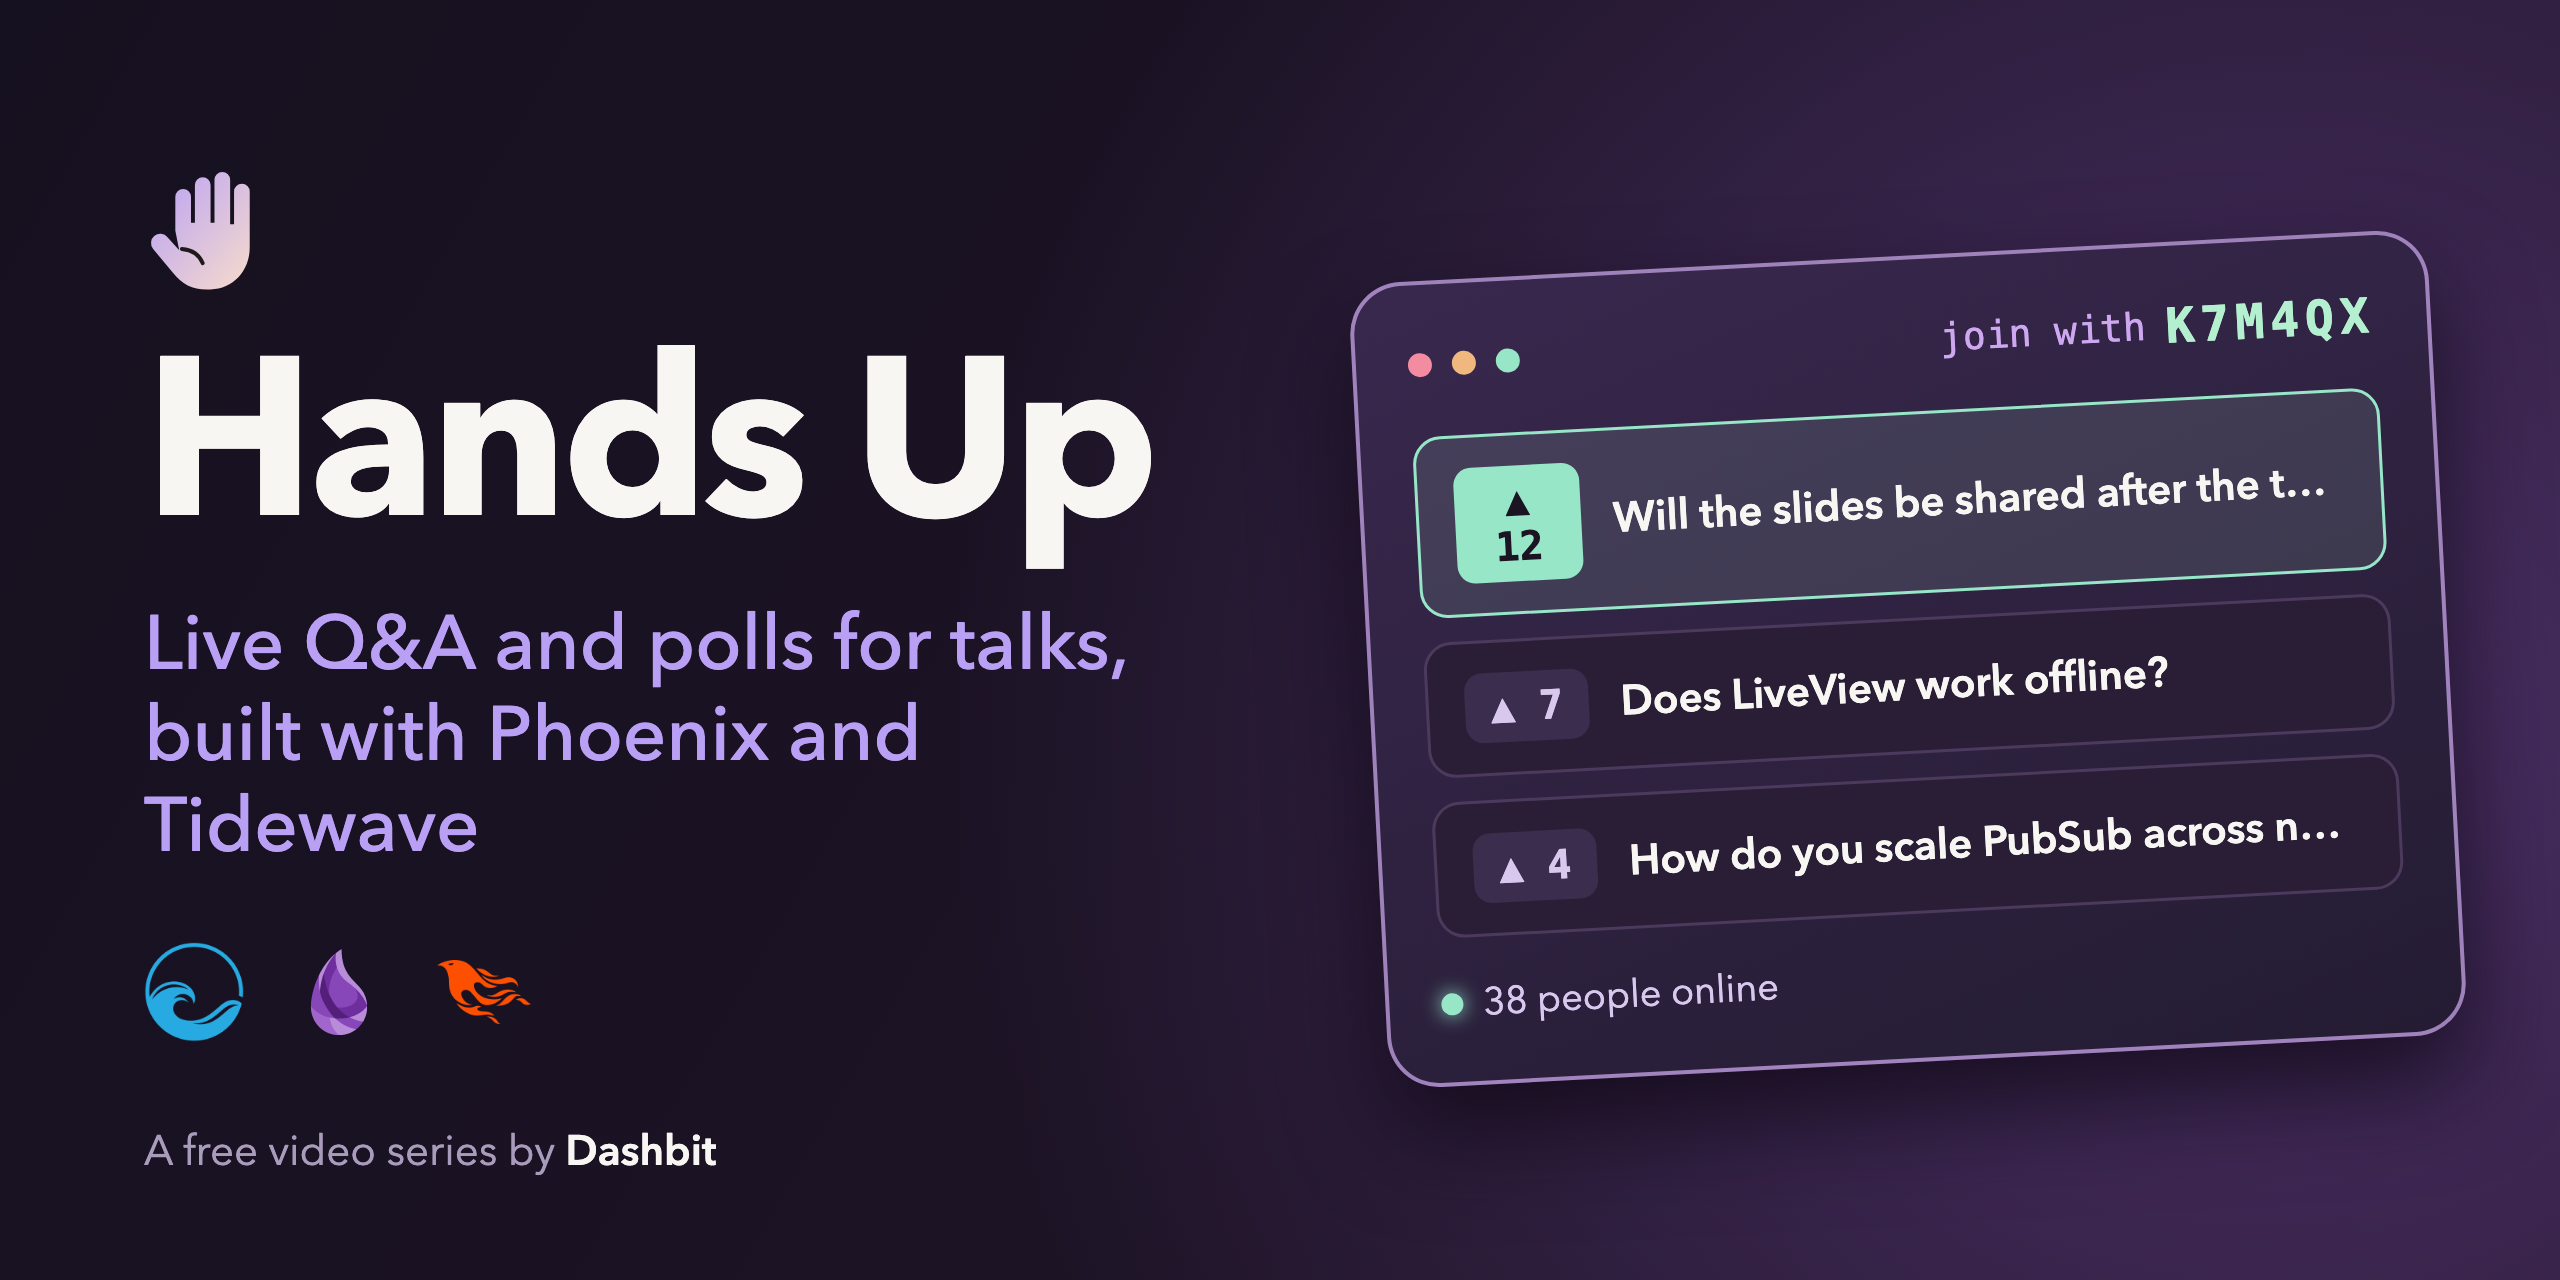 Hands Up
Live Q&A and polls for talks,
built with Phoenix and
Tidewave
A free video series by Dashbit
join with K7M4QX
▲
12
Will the slides be shared after the t...
▲ 7
Does LiveView work offline?
▲ 4
How do you scale PubSub across n...
38 people online